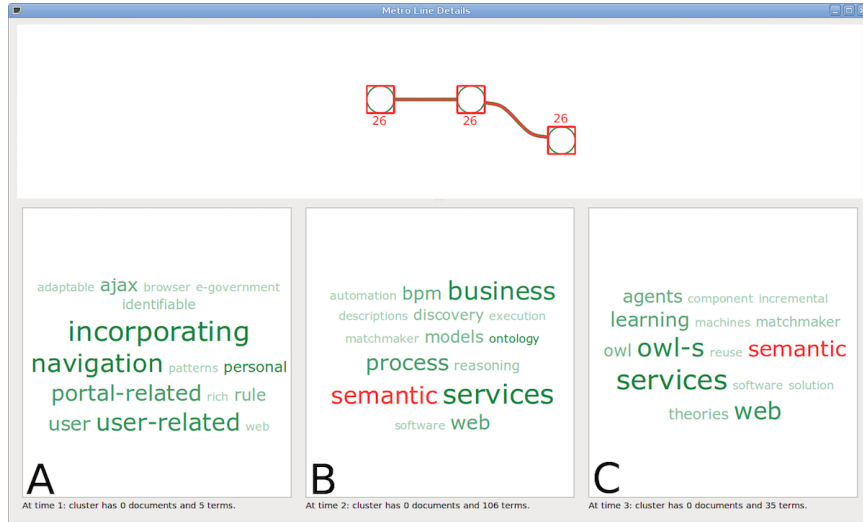 Metro Line Details
26
26
26
adaptable ajax browser e-government
identifiable
incorporating
navigation patterns personal
portal-related rich rule
user user-related web
A
At time 1: cluster has 0 documents and 5 terms.
automation bpm business
descriptions discovery execution
matchmaker models ontology
process reasoning
semantic services
software web
B
At time 2: cluster has 0 documents and 106 terms.
agents component incremental
learning machines matchmaker
owl owl-s reuse semantic
services software solution
theories web
C
At time 3: cluster has 0 documents and 35 terms.